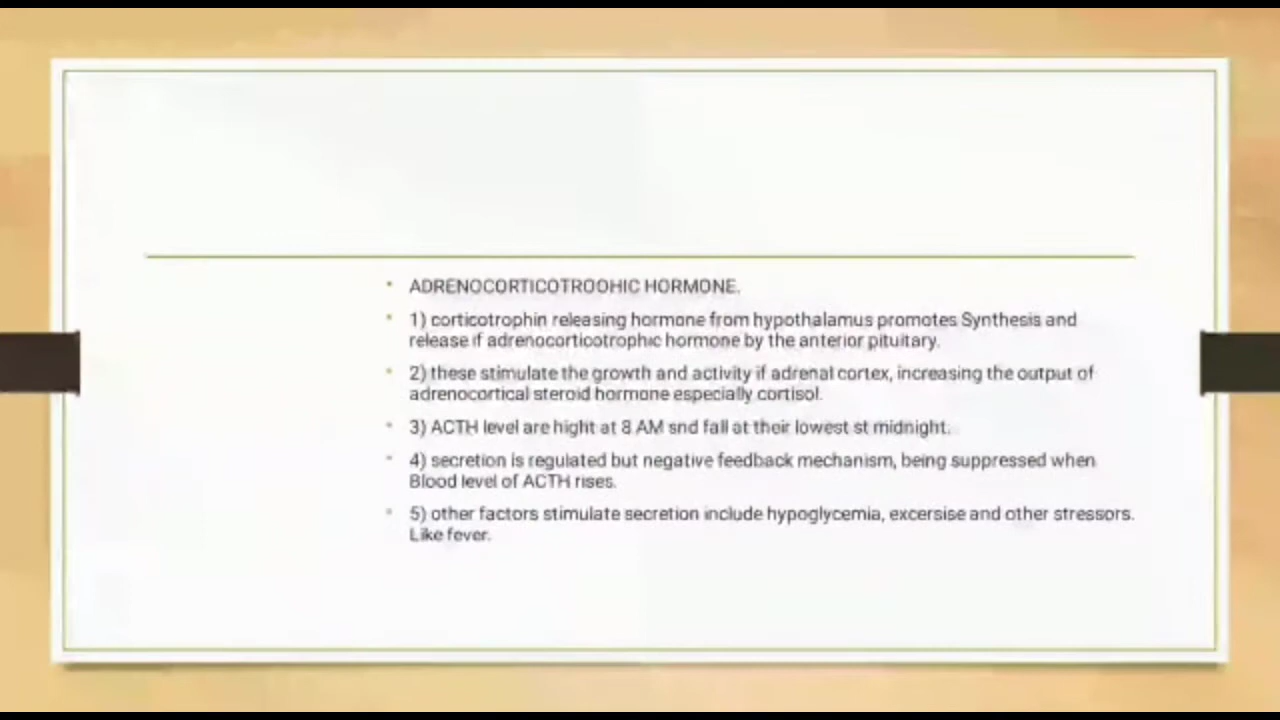 ADRENOCORTICOTROOHIC HORMONE.
1) corticotrophin releasing hormone from hypothalamus promotes Synthesis and
release if adrenocorticotrophic hormone by the anterior pituitary.
2) these stimulate the growth and activity if adrenal cortex, increasing the output of
adrenocortical steroid hormone especially cortisol.
3) ACTH level are hight at 8 AM snd fall at their lowest st midnight.
4) secretion is regulated but negative feedback mechanism, being suppressed when
Blood level of ACTH rises.
5) other factors stimulate secretion include hypoglycemia, excersise and other stressors.
Like fever.